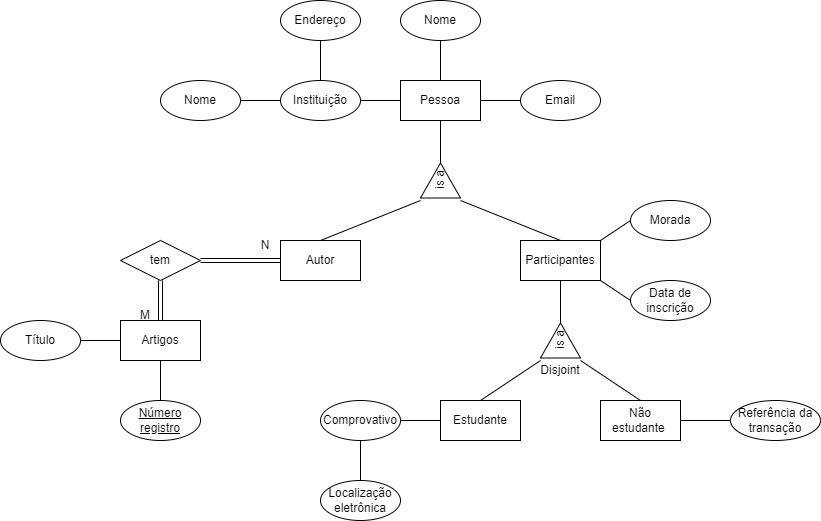 Endereço
Nome
Nome
Instituição
Pessoa
Email
is a
Morada
N
tem
Autor
Participantes
Data de
inscrição
M
Título
Artigos
is a
Disjoint
Número
registro
Comprovativo
Estudante
Não
estudante
Referência da
transação
Localização
eletrônica